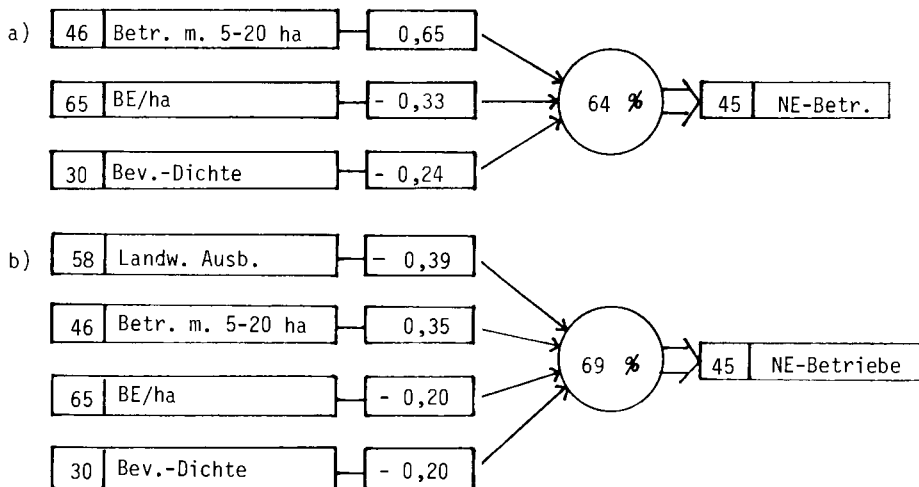 a) 46 Betr. m. 5-20 ha 0,65
65 BE/ha - 0,33 64 % 45 NE-Betr.
30 Bev.-Dichte - 0,24
b) 58 Landw. Ausb. - 0,39
46 Betr. m. 5-20 ha 0,35
69 % 45 NE-Betriebe
65 BE/ha - 0,20
30 Bev.-Dichte - 0,20